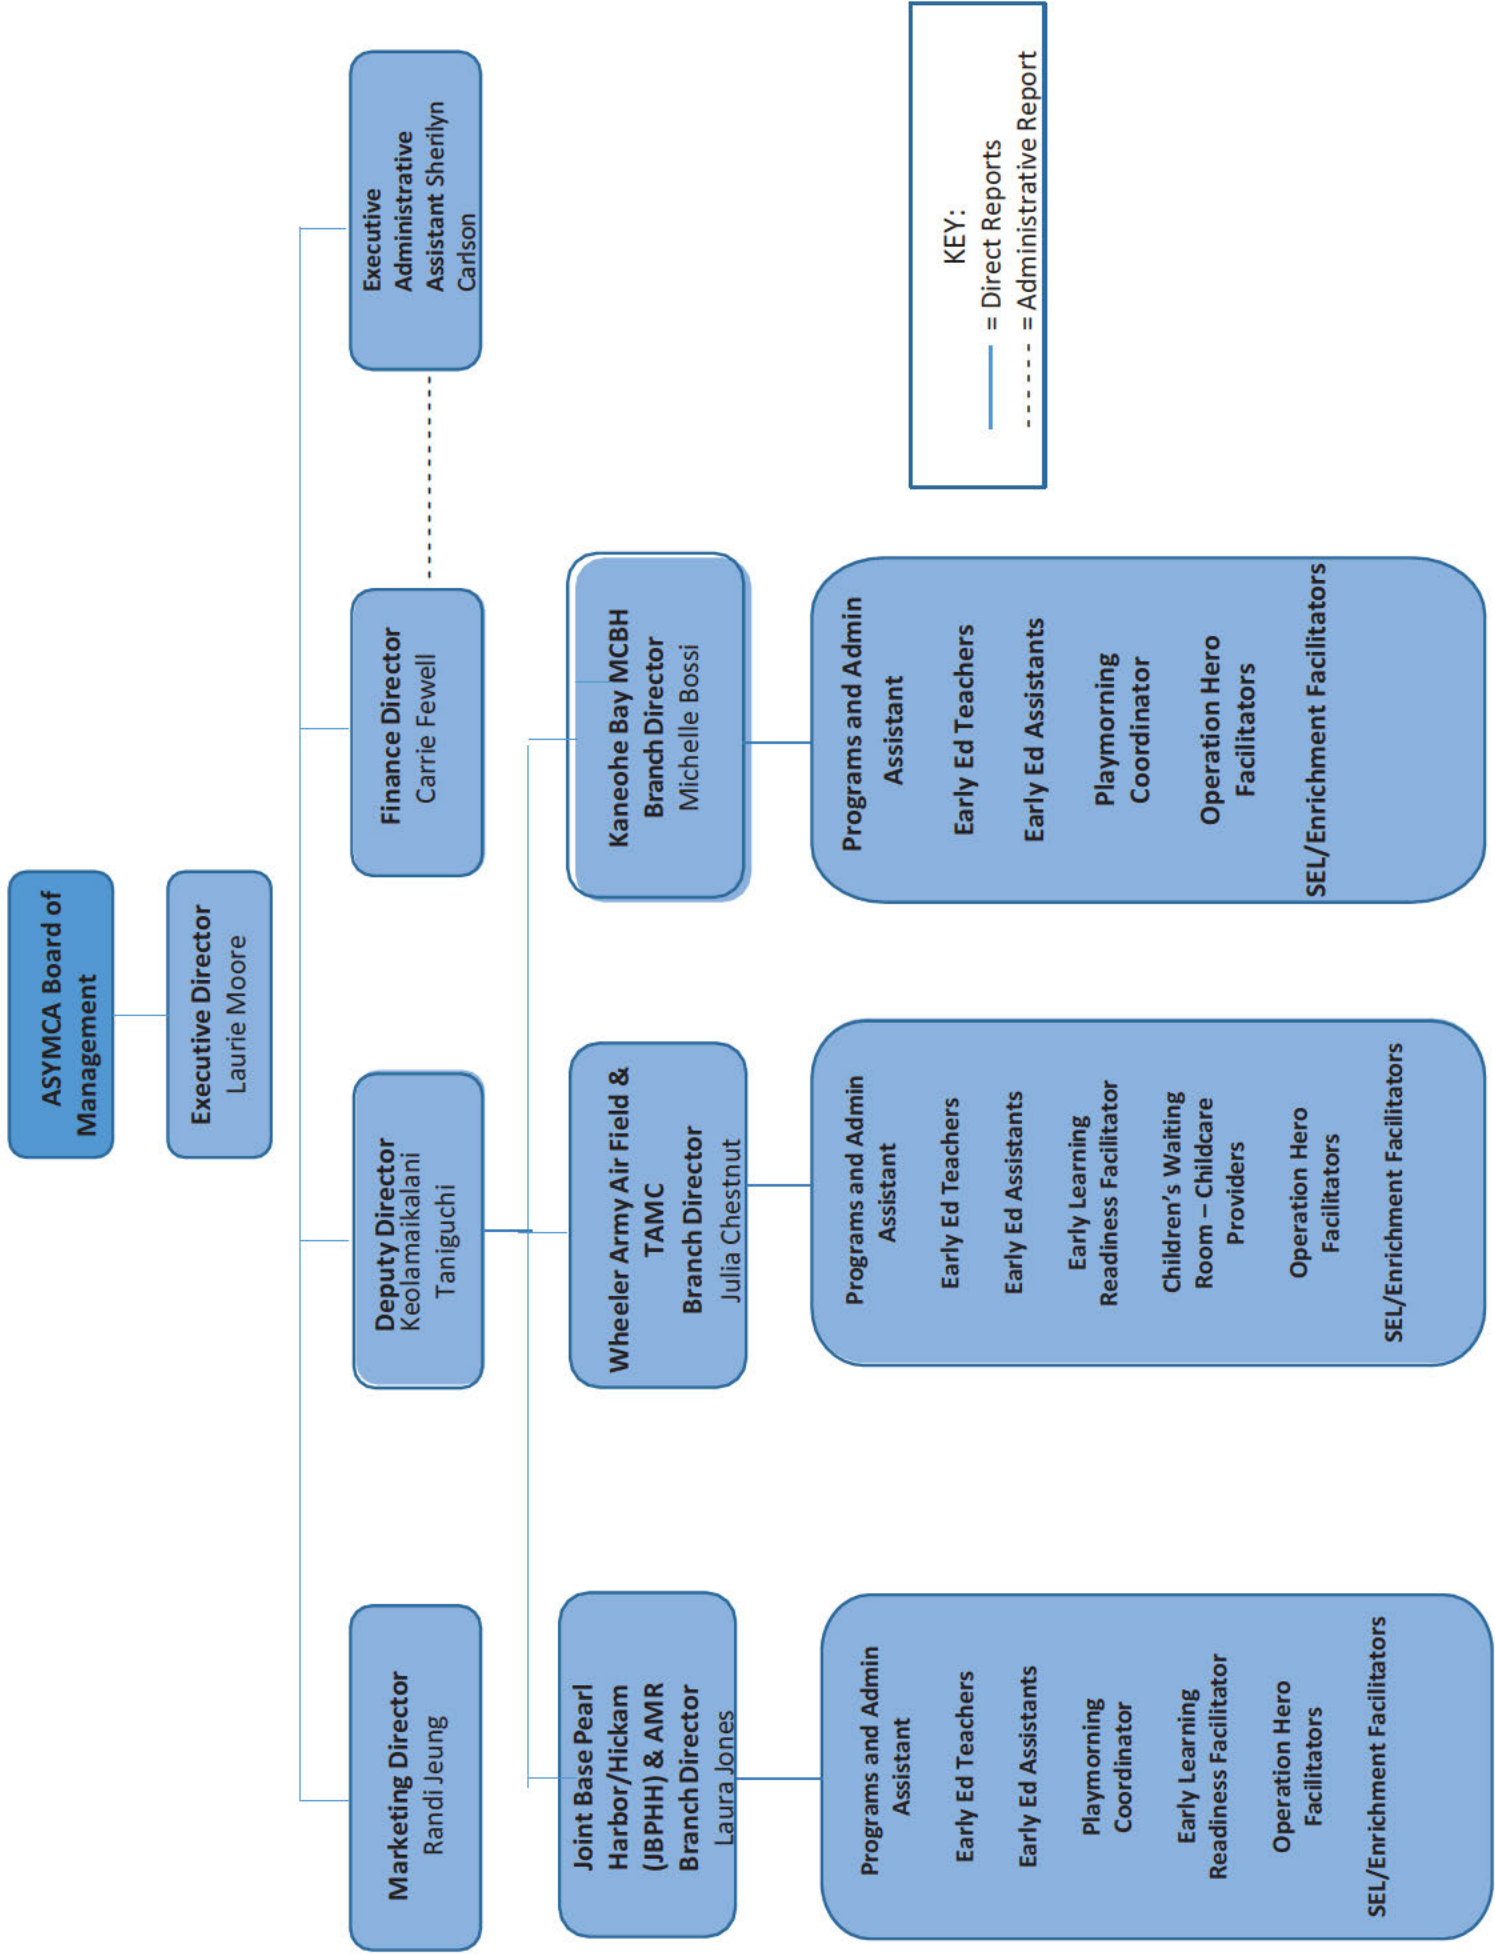 ASYMCA Board of
Management
Executive Director
Laurie Moore
Marketing Director
Randi Jeung
Deputy Director
Keolamaikalani
Taniguchi
Finance Director
Carrie Fewell
Executive
Administrative
Assistant Sherilyn
Carlson
Joint Base Pearl
Harbor/Hickam
(JBPHH) & AMR
Branch Director
Laura Jones
Wheeler Army Air Field &
TAMC
Branch Director
Julia Chestnut
Kaneohe Bay MCBH
Branch Director
Michelle Bossi
Programs and Admin
Assistant
Early Ed Teachers
Early Ed Assistants
Playmorning
Coordinator
Early Learning
Readiness Facilitator
Operation Hero
Facilitators
SEL/Enrichment Facilitators
Programs and Admin
Assistant
Early Ed Teachers
Early Ed Assistants
Early Learning
Readiness Facilitator
Children’s Waiting
Room – Childcare
Providers
Operation Hero
Facilitators
SEL/Enrichment Facilitators
Programs and Admin
Assistant
Early Ed Teachers
Early Ed Assistants
Playmorning
Coordinator
Operation Hero
Facilitators
SEL/Enrichment Facilitators
KEY:
= Direct Reports
= Administrative Report